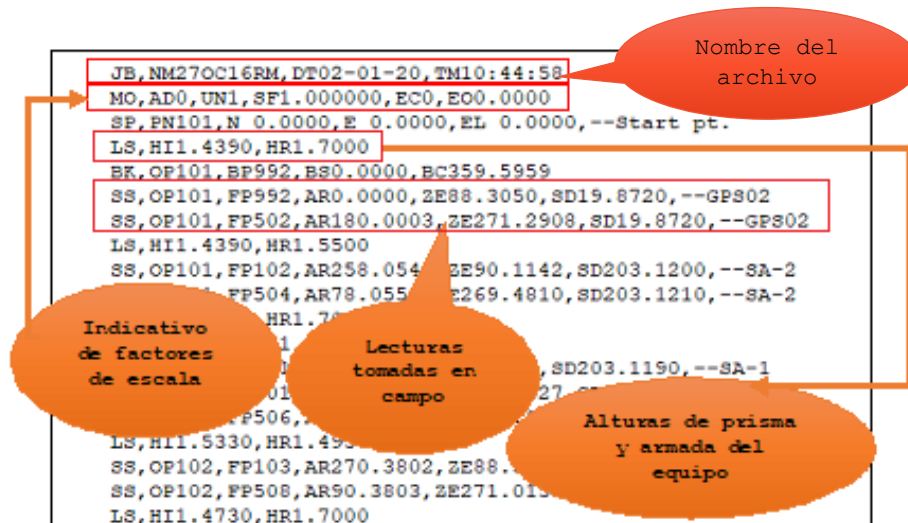 Nombre del
archivo
JB,NM27OC16RM,DT02-01-20,TM10:44:58
MO,AD0,UN1,SF1.000000,EC0,EO0.0000
SP,PN101,N 0.0000,E 0.0000,EL 0.0000,--Start pt.
LS,HI1.4390,HR1.7000
BK,OP101,BP992,BS0.0000,BC359.5959
SS,OP101,FP992,AR0.0000,ZE88.3050,SD19.8720,--GPS02
SS,OP101,FP502,AR180.0003,ZE271.2908,SD19.8720,--GPS02
LS,HI1.4390,HR1.5500
SS,OP101,FP102,AR258.054 ZE90.1142,SD203.1200,--SA-2
FP504,AR78.055 E269.4810,SD203.1210,--SA-2
Indicativo
de factores
de escala
Lecturas
tomadas en
campo
,SD203.1190,--SA-1
FP506,
Alturas de prisma
y armada del
equipo
LS,HI1.5330,HR1.49
SS,OP102,FP103,AR270.3802,ZE88.
SS,OP102,FP508,AR90.3803,ZE271.01
LS,HI1.4730,HR1.7000